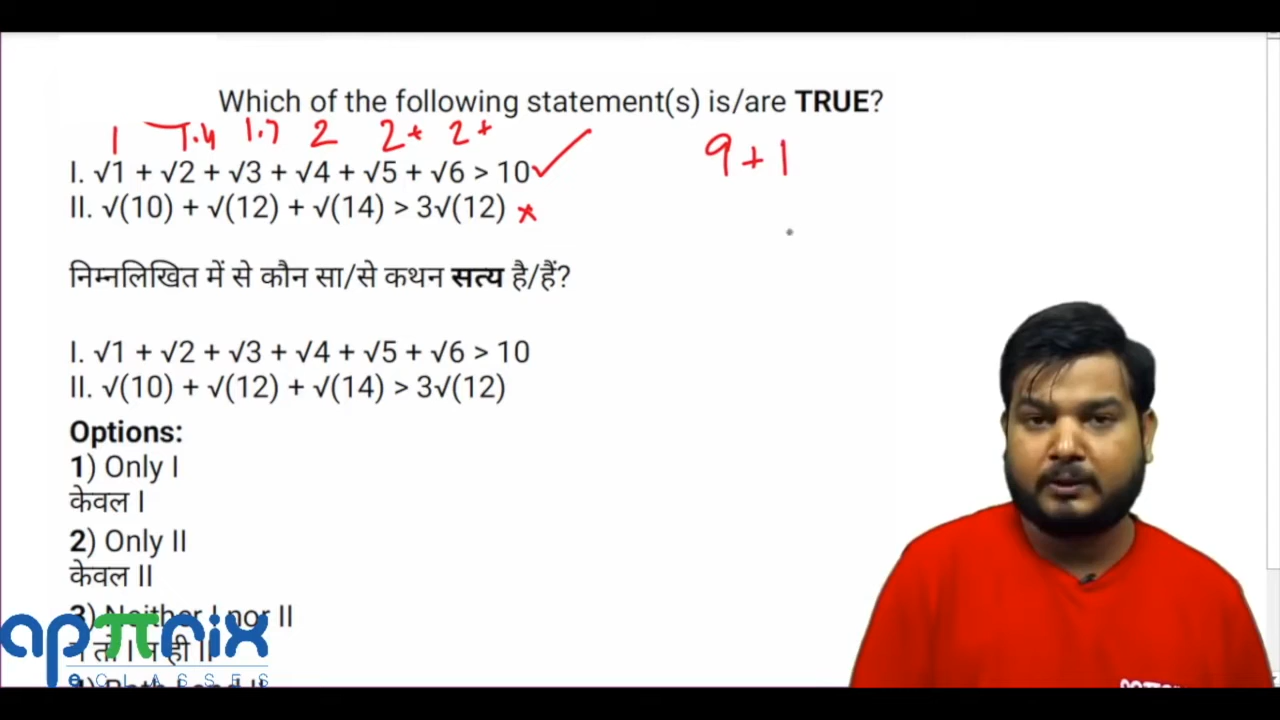 Which of the following statement(s) is/are TRUE?
1 1.4 1.7 2 2+ 2+
9+1
I. √1 + √2 + √3 + √4 + √5 + √6 > 10 ✓
II. √(10) + √(12) + √(14) > 3√(12) ×
निम्नलिखित में से कौन सा/से कथन सत्य है/हैं?
I. √1 + √2 + √3 + √4 + √5 + √6 > 10
II. √(10) + √(12) + √(14) > 3√(12)
Options:
1) Only I
केवल I
2) Only II
केवल II
3) Neither I nor II
न तो I न ही II
apππrix
eCLASSES